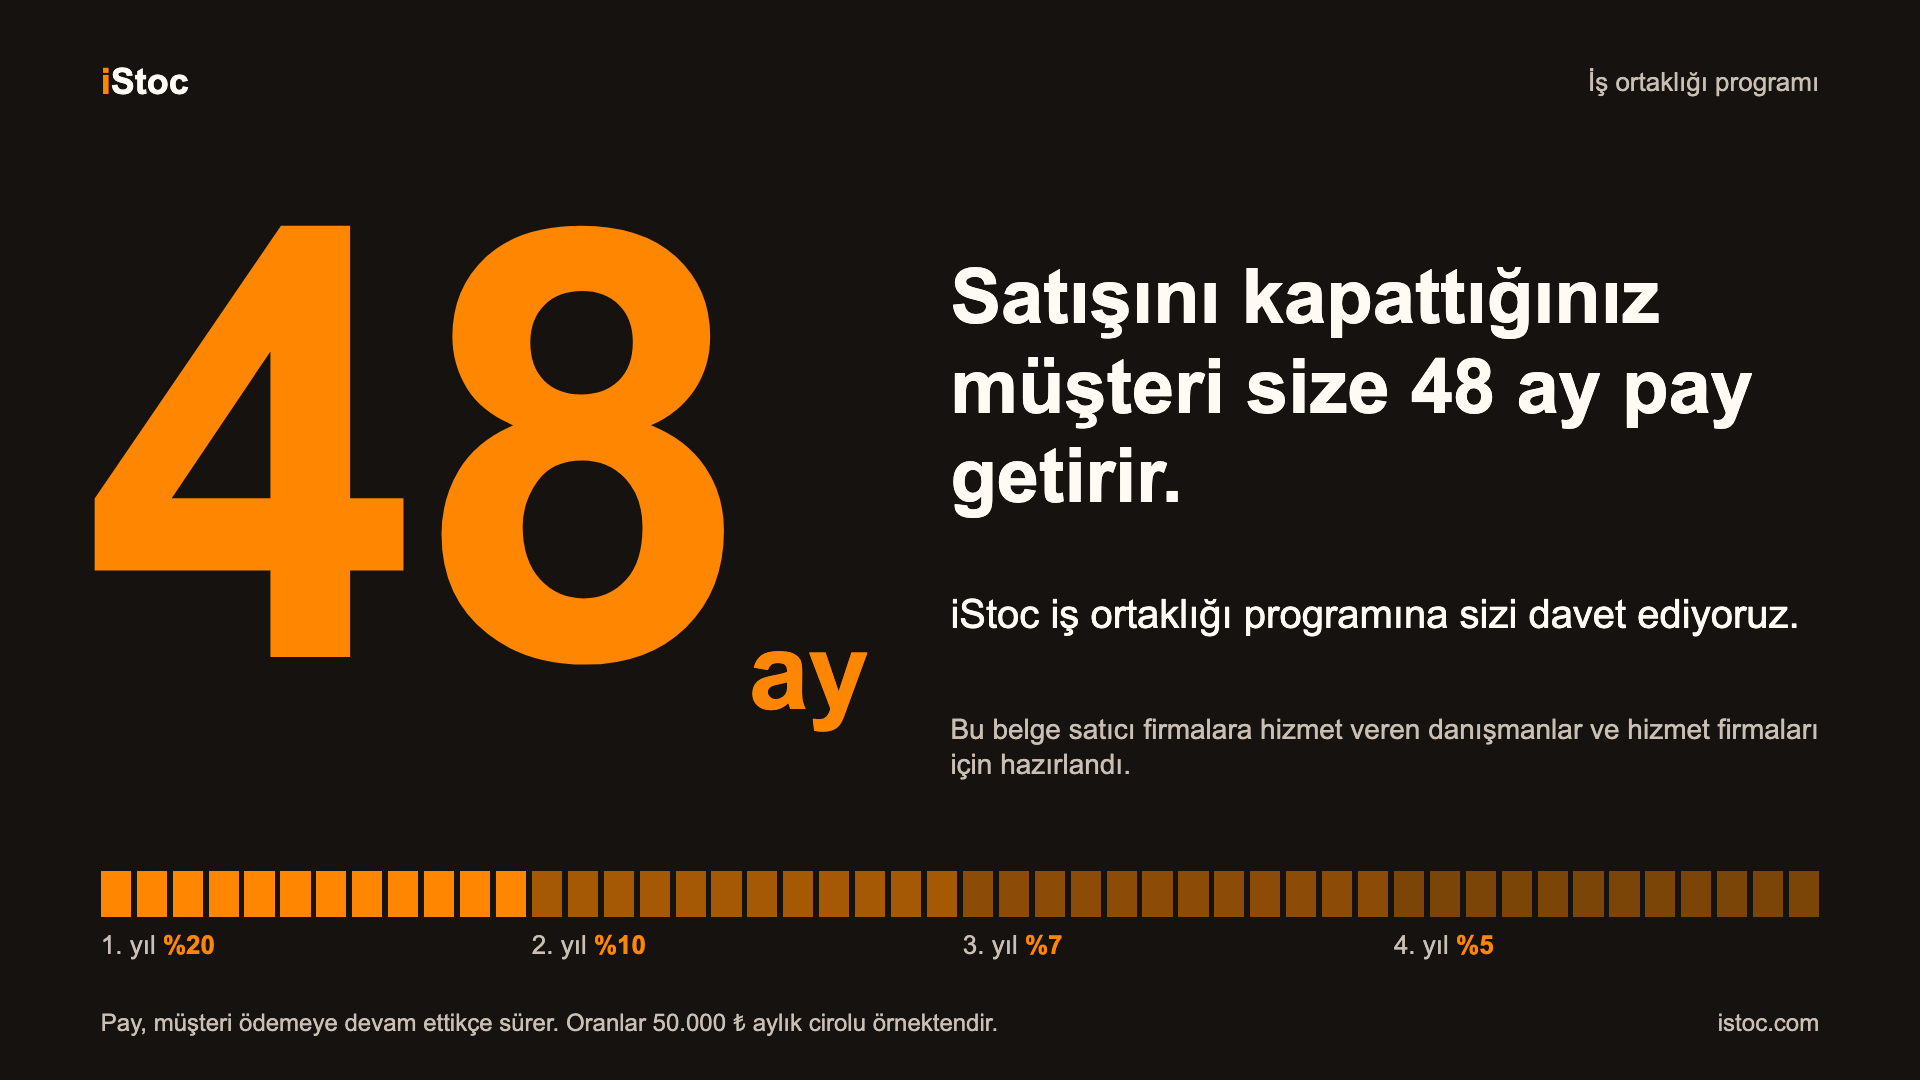 iStoc
İş ortaklığı programı
48
ay
Satışını kapattığınız
müşteri size 48 ay pay
getirir.
iStoc iş ortaklığı programına sizi davet ediyoruz.
Bu belge satıcı firmalara hizmet veren danışmanlar ve hizmet firmaları
için hazırlandı.
1. yıl %20
2. yıl %10
3. yıl %7
4. yıl %5
Pay, müşteri ödemeye devam ettikçe sürer. Oranlar 50.000 ₺ aylık cirolu örnektendir.
istoc.com